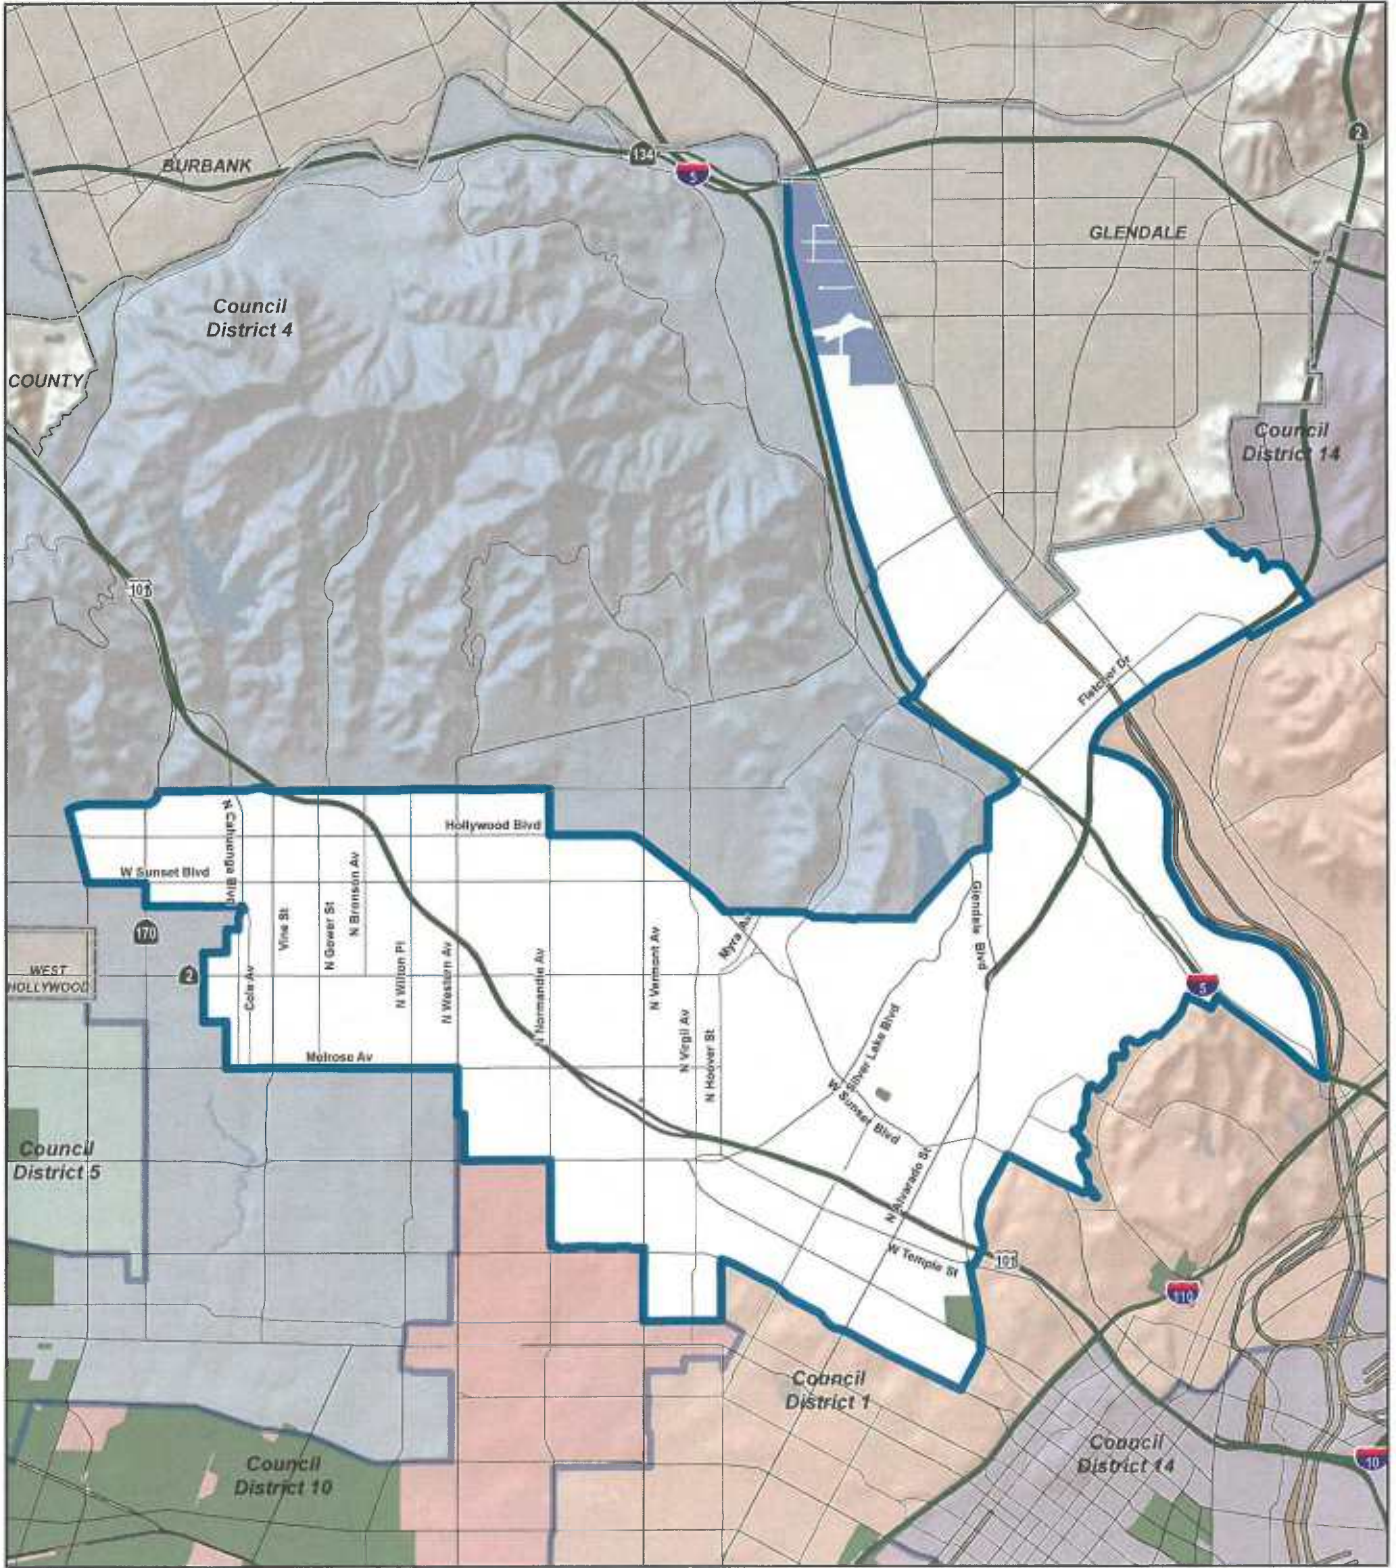 134
5
2
BURBANK
GLENDALE
Council
District 4
COUNTY
Council
District 14
101
Fletcher Dr
N Cahuenga Blvd
Hollywood Blvd
W Sunset Blvd
N Bronson Av
Glendale Blvd
Vine St
N Gower St
170
Myra Av
N Vermont Av
N Wilton Pl
N Western Av
N Normandie Av
WEST
HOLLYWOOD
2
Cole Av
5
N Virgil Av
N Hoover St
Silver Lake Blvd
Melrose Av
W Sunset Blvd
Council
District 5
N Alvarado St
W Temple St
101
110
Council
District 1
Council
District 14
Council
District 10
10